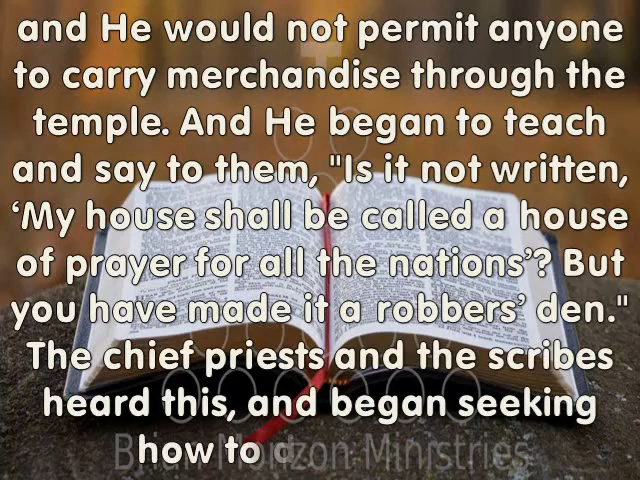 and He would not permit anyone
to carry merchandise through the
temple. And He began to teach
and say to them, "Is it not written,
‘My house shall be called a house
of prayer for all the nations’? But
you have made it a robbers’ den."
The chief priests and the scribes
heard this, and began seeking
how to
Ministries